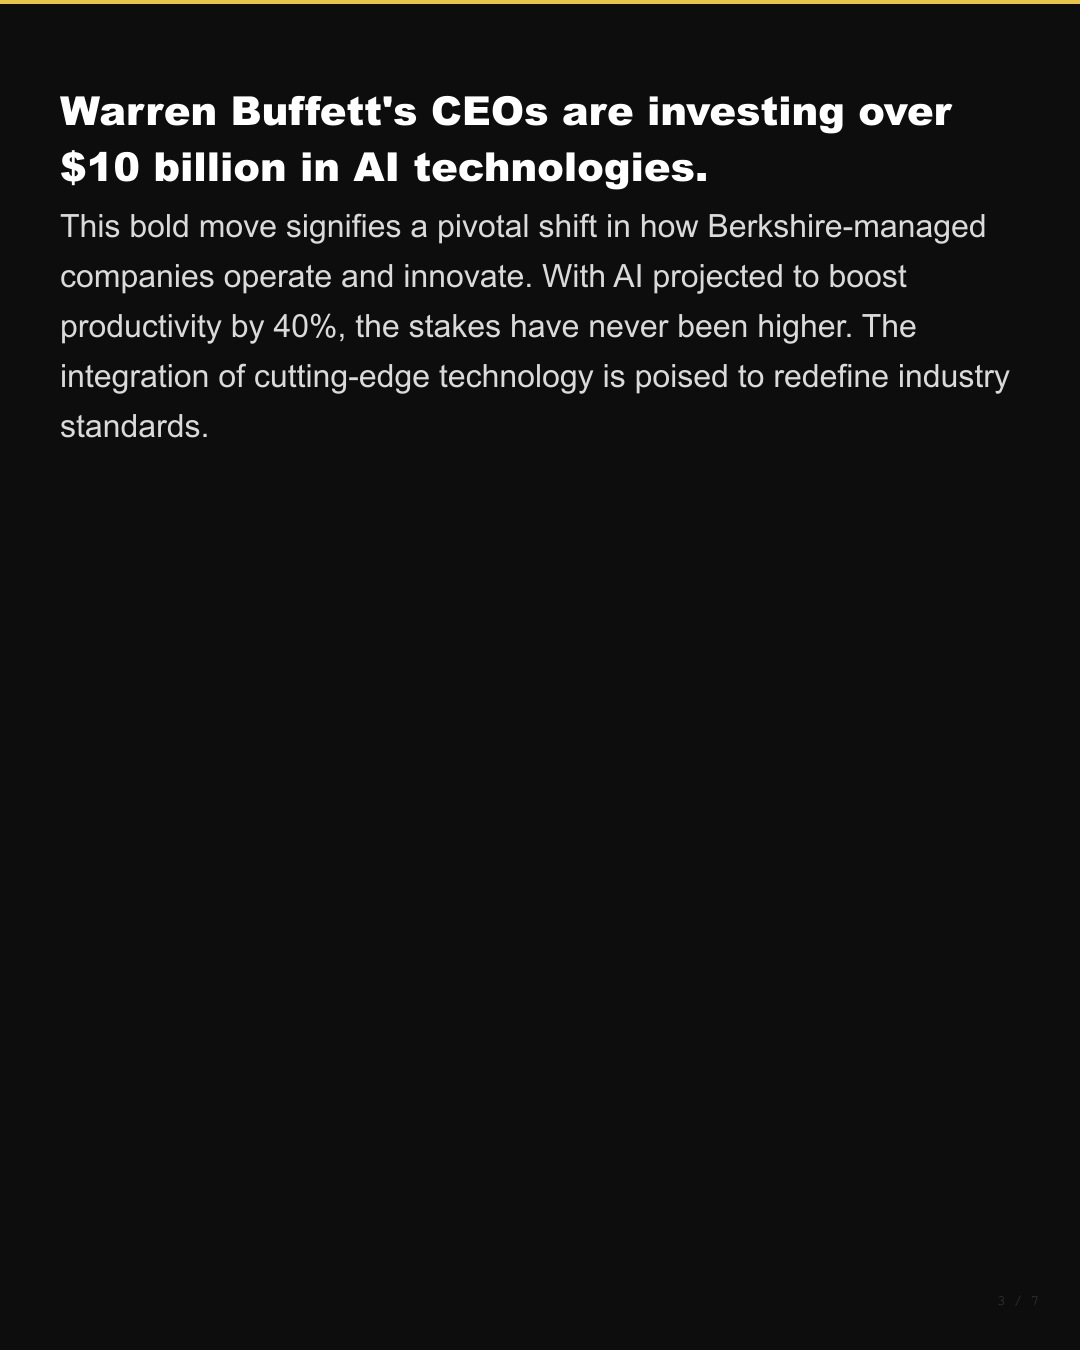 Warren Buffett's CEOs are investing over
$10 billion in AI technologies.
This bold move signifies a pivotal shift in how Berkshire-managed
companies operate and innovate. With AI projected to boost
productivity by 40%, the stakes have never been higher. The
integration of cutting-edge technology is poised to redefine industry
standards.
3 / 7